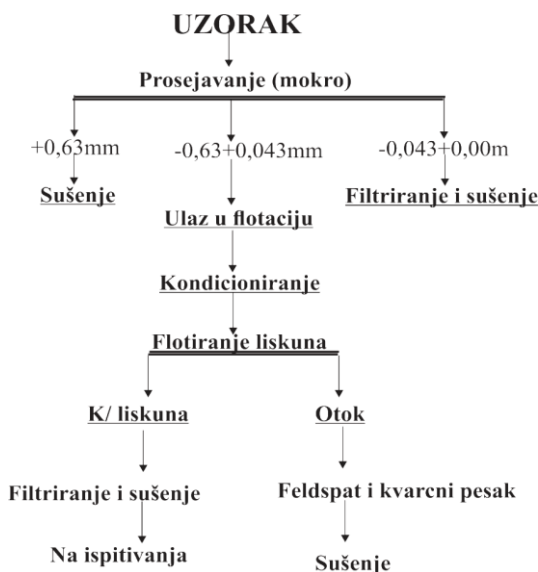 UZORAK
Prosejavanje (mokro)
+0,63mm -0,63+0,043mm -0,043+0,00m
Sušenje Filtriranje i sušenje
Ulaz u flotaciju
Kondicioniranje
Flotiranje liskuna
K/ liskuna Otok
Filtriranje i sušenje Feldspat i kvarcni pesak
Na ispitivanja Sušenje